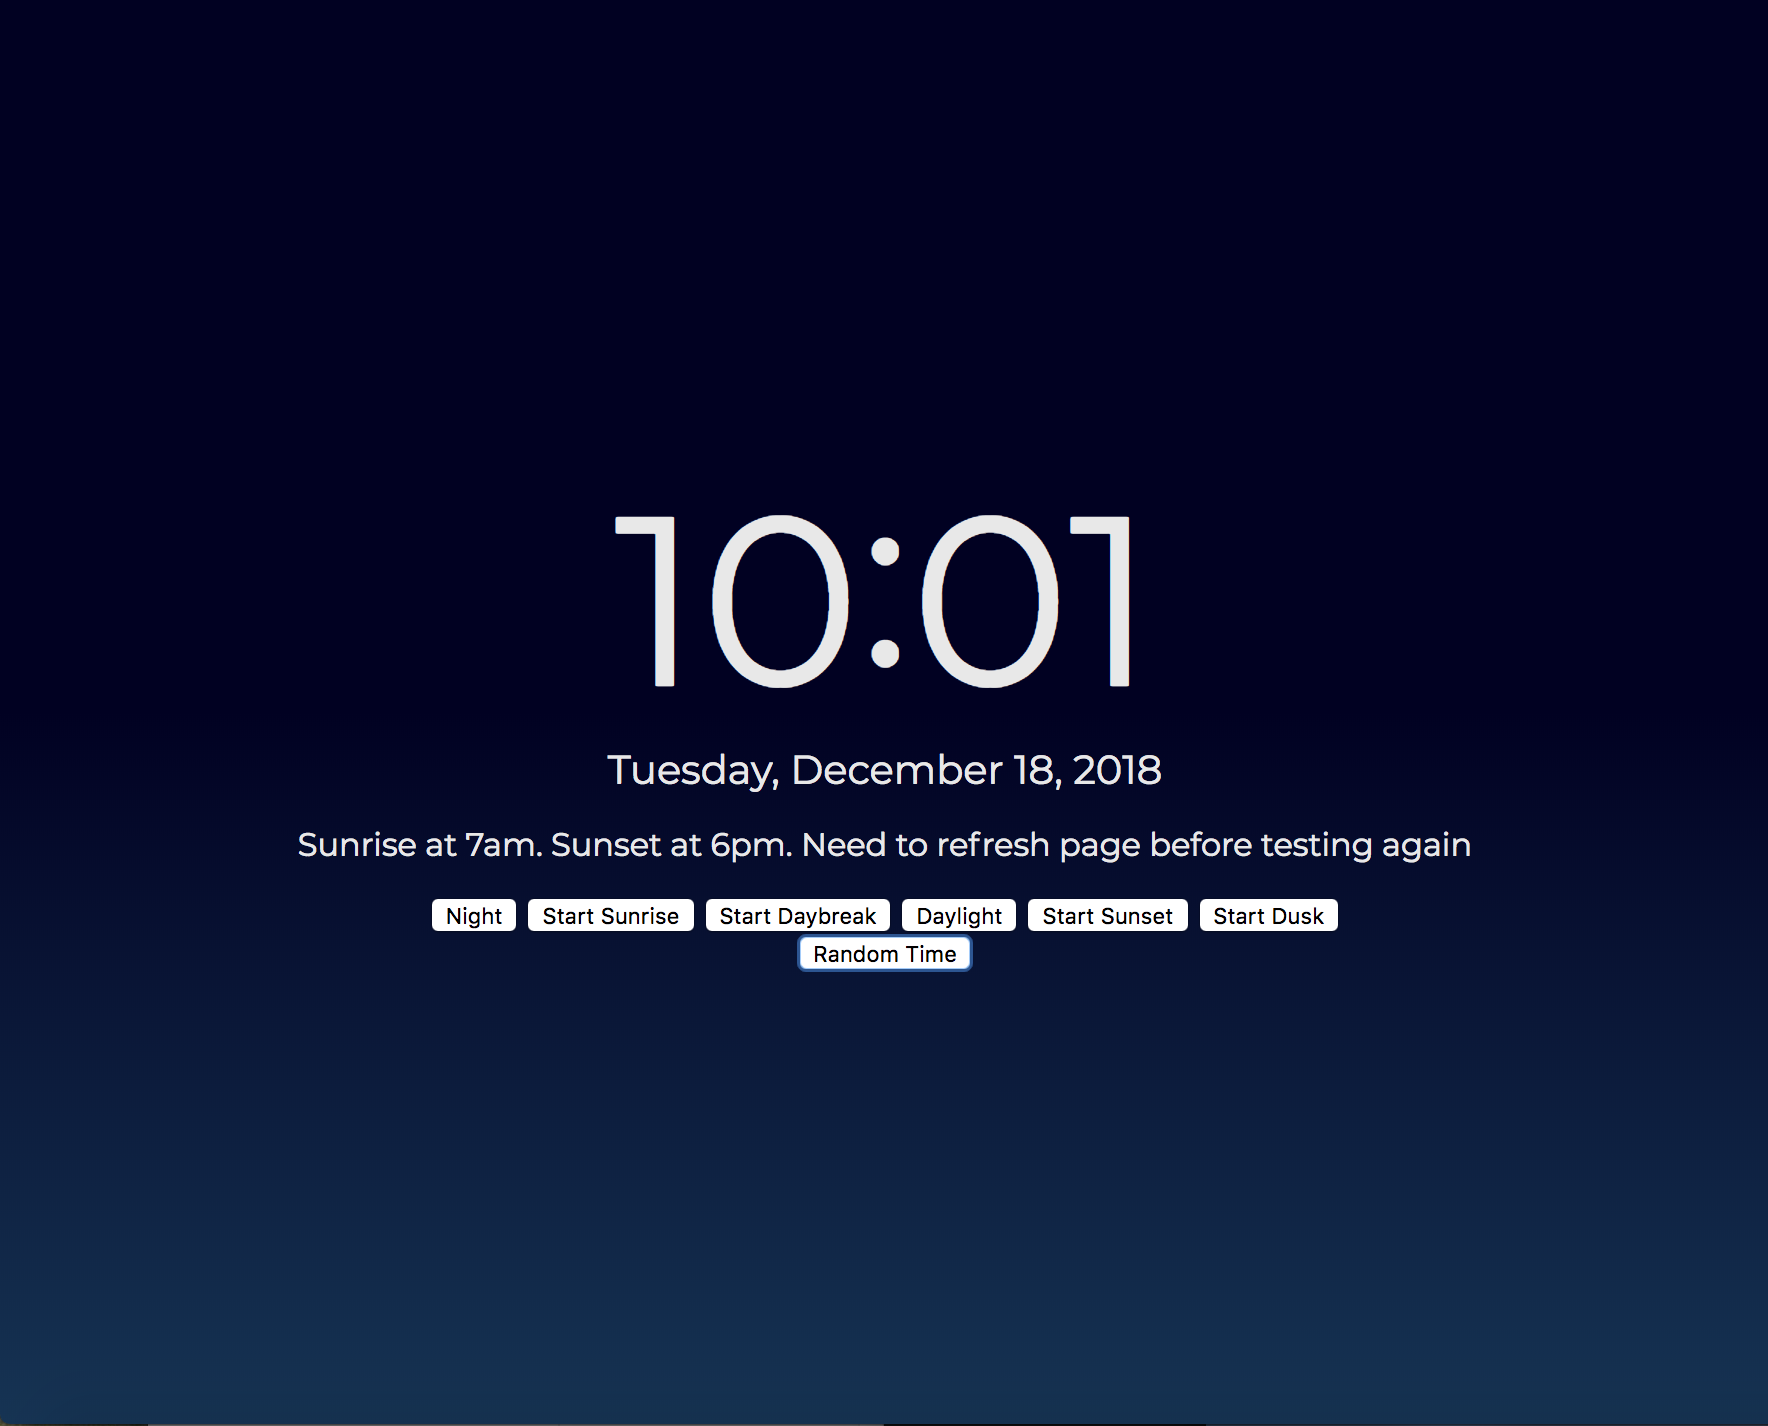 10:01
Tuesday, December 18, 2018
Sunrise at 7am. Sunset at 6pm. Need to refresh page before testing again
Night Start Sunrise Start Daybreak Daylight Start Sunset Start Dusk
Random Time